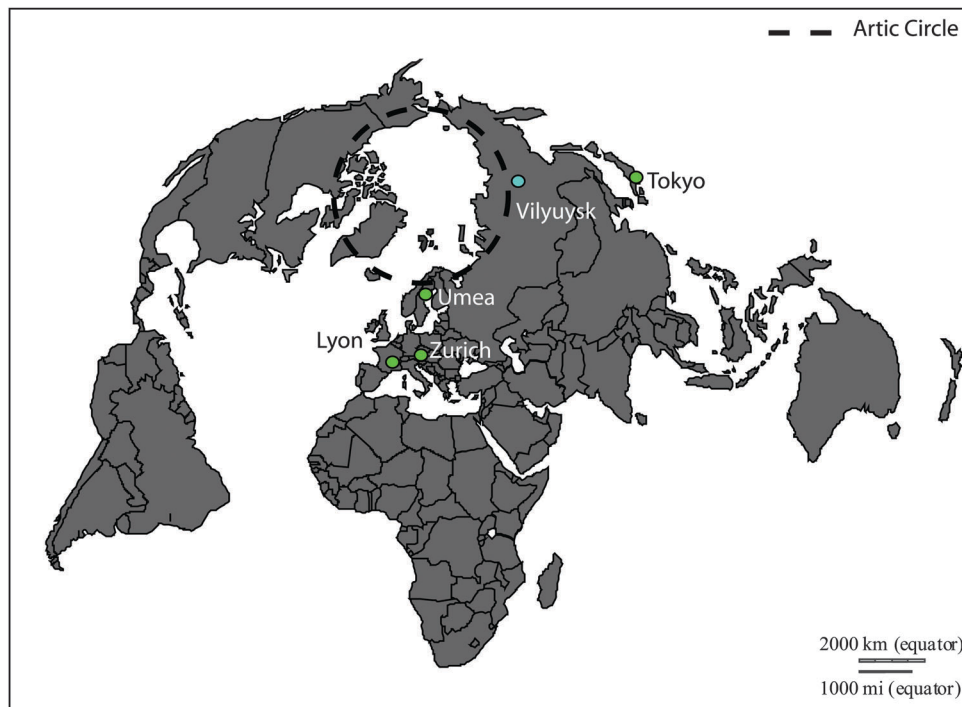 Artic Circle
Tokyo
Vilyuysk
Umea
Lyon
Zurich
2000 km (equator)
1000 mi (equator)